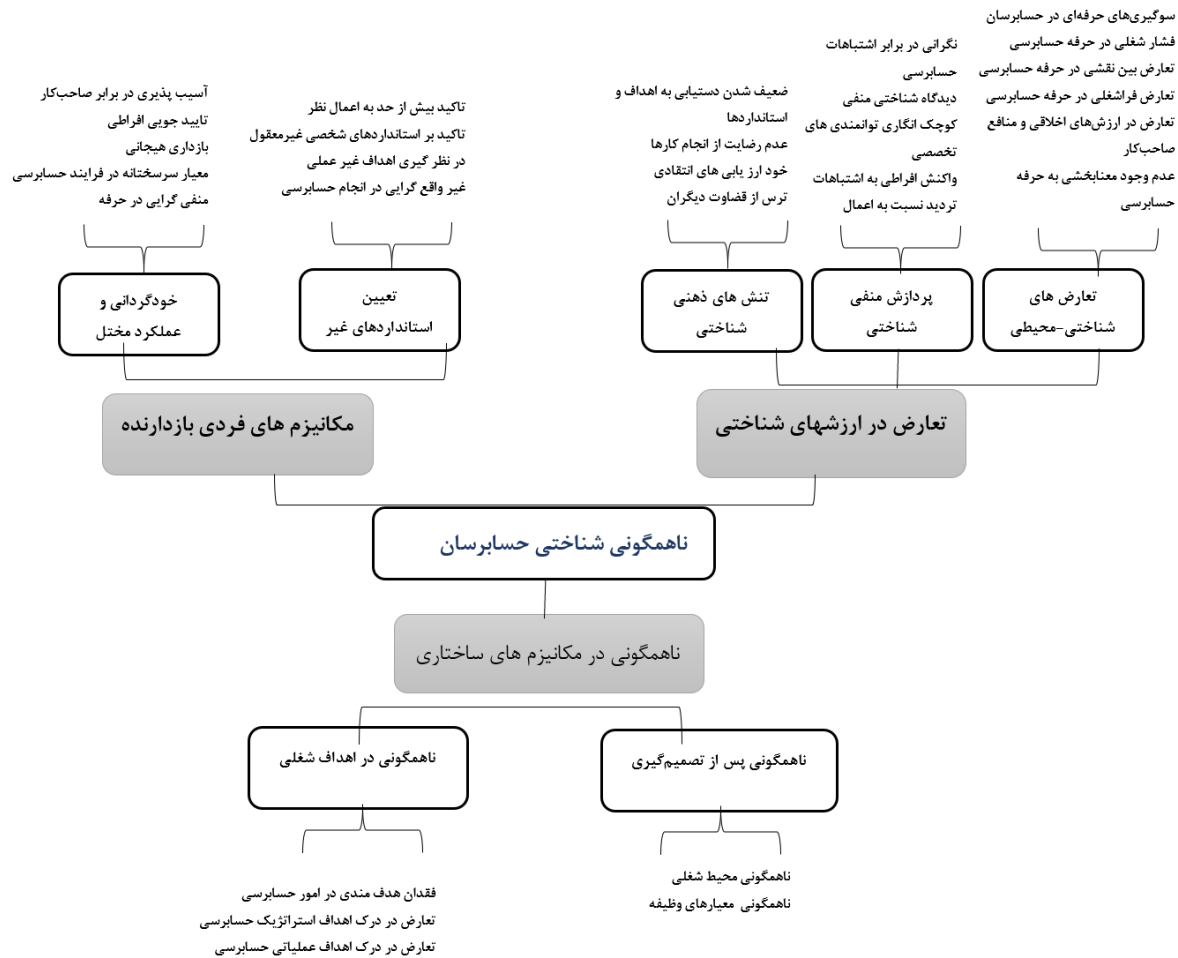 سوگیری‌های حرفه‌ای در حسابرسان
فشار شغلی در حرفه حسابرسی
تعارض بین نقشی در حرفه حسابرسی
تعارض فراشغلی در حرفه حسابرسی
تعارض در ارزش‌های اخلاقی و منافع
صاحب‌کار
عدم وجود معنابخشی به حرفه
حسابرسی
نگرانی در برابر اشتباهات
حسابرسی
دیدگاه شناختی منفی
کوچک انگاری توانمندی های
تخصصی
واکنش افراطی به اشتباهات
تردید نسبت به اعمال
ضعیف شدن دستیابی به اهداف و
استانداردها
عدم رضایت از انجام کارها
خود ارز یابی های انتقادی
ترس از قضاوت دیگران
تاکید بیش از حد به اعمال نظر
تاکید بر استانداردهای شخصی غیرمعقول
در نظر گیری اهداف غیر عملی
غیر واقع گرایی در انجام حسابرسی
آسیب پذیری در برابر صاحب‌کار
تایید جویی افراطی
بازداری هیجانی
معیار سرسختانه در فرایند حسابرسی
منفی گرایی در حرفه
تعارض های
شناختی-محیطی
پردازش منفی
شناختی
تنش های ذهنی
شناختی
تعیین
استانداردهای غیر
خودگردانی و
عملکرد مختل
تعارض در ارزشهای شناختی
مکانیزم های فردی بازدارنده
ناهمگونی شناختی حسابرسان
ناهمگونی در مکانیزم های ساختاری
ناهمگونی پس از تصمیم‌گیری
ناهمگونی در اهداف شغلی
ناهمگونی محیط شغلی
ناهمگونی معیارهای وظیفه
فقدان هدف مندی در امور حسابرسی
تعارض در درک اهداف استراتژیک حسابرسی
تعارض در درک اهداف عملیاتی حسابرسی